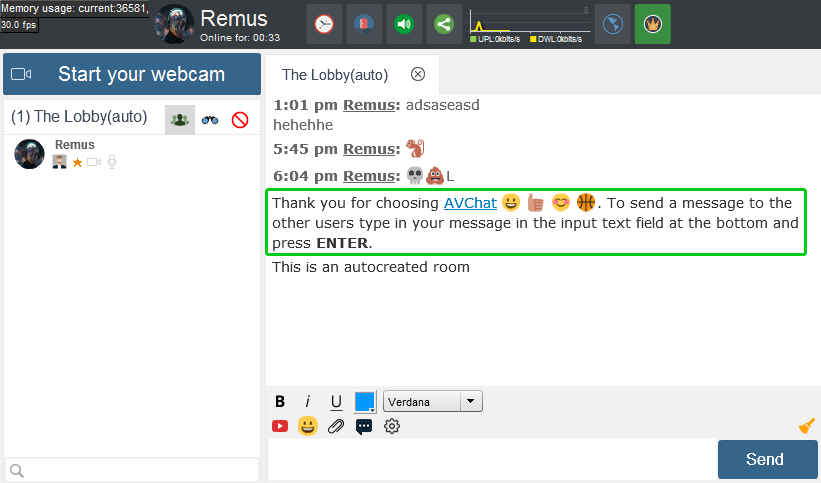 Memory usage: current:36581,
30.0 fps
Remus
Online for: 00:33
UPL:0kbits/s DWL:0kbits/s
Start your webcam
The Lobby(auto)
(1) The Lobby(auto)
Remus
1:01 pm Remus: adsaseasd
hehehhe
5:45 pm Remus: 🐿️
6:04 pm Remus: 💀💩L
Thank you for choosing AVChat 😀 👍 😊 🏀. To send a message to the
other users type in your message in the input text field at the bottom and
press ENTER.
This is an autocreated room
B i U Verdana
Send